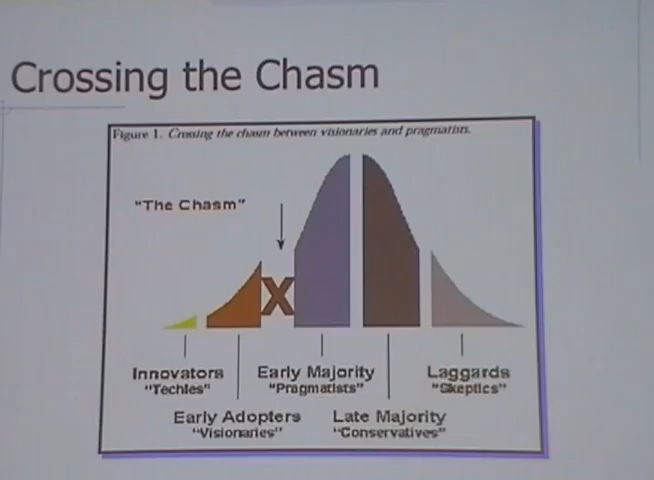 Crossing the Chasm
Figure 1. Crossing the chasm between visionaries and pragmatists.
"The Chasm"
X
Innovators
"Techies"
Early Adopters
"Visionaries"
Early Majority
"Pragmatists"
Late Majority
"Conservatives"
Laggards
"Skeptics"